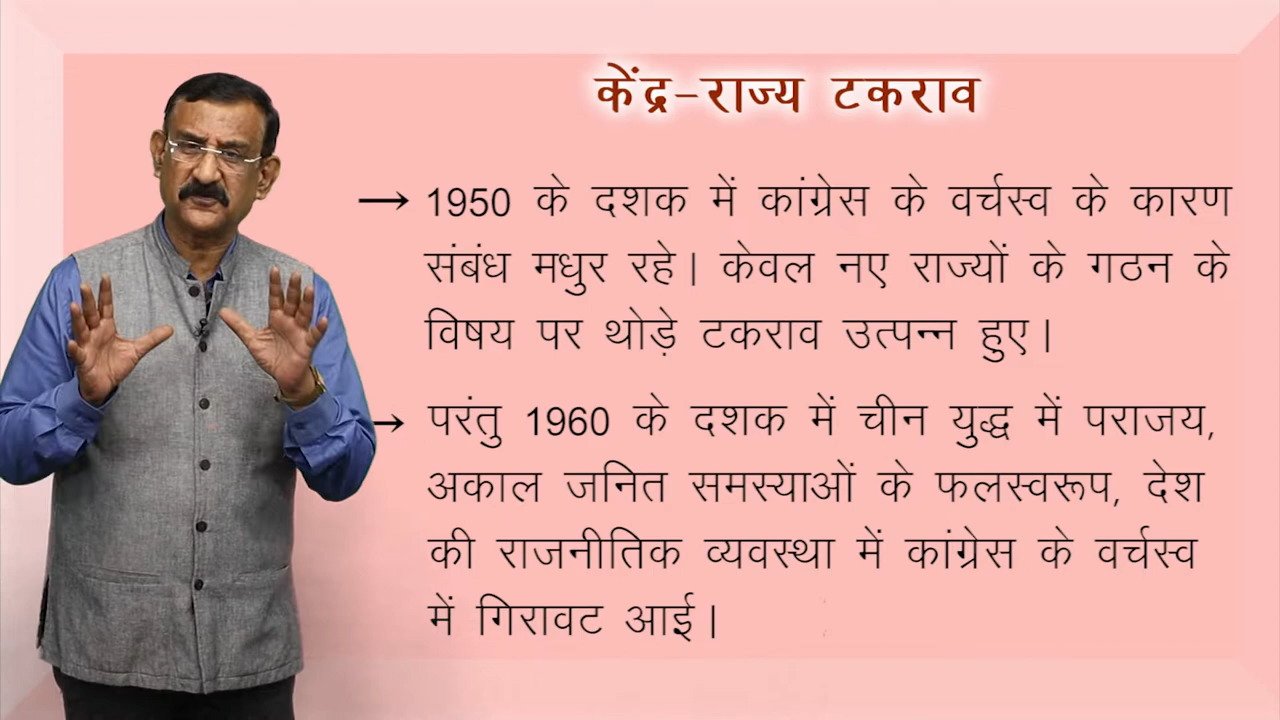 केंद्र-राज्य टकराव
→ 1950 के दशक में कांग्रेस के वर्चस्व के कारण
संबंध मधुर रहे। केवल नए राज्यों के गठन के
विषय पर थोड़े टकराव उत्पन्न हुए।
→ परंतु 1960 के दशक में चीन युद्ध में पराजय,
अकाल जनित समस्याओं के फलस्वरूप, देश
की राजनीतिक व्यवस्था में कांग्रेस के वर्चस्व
में गिरावट आई।